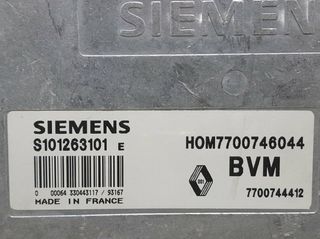 SIEMENS
SIEMENS
S101263101 E
HOM7700746044
BVM
0 00064 330443117 / 93167
7700744412
MADE IN FRANCE